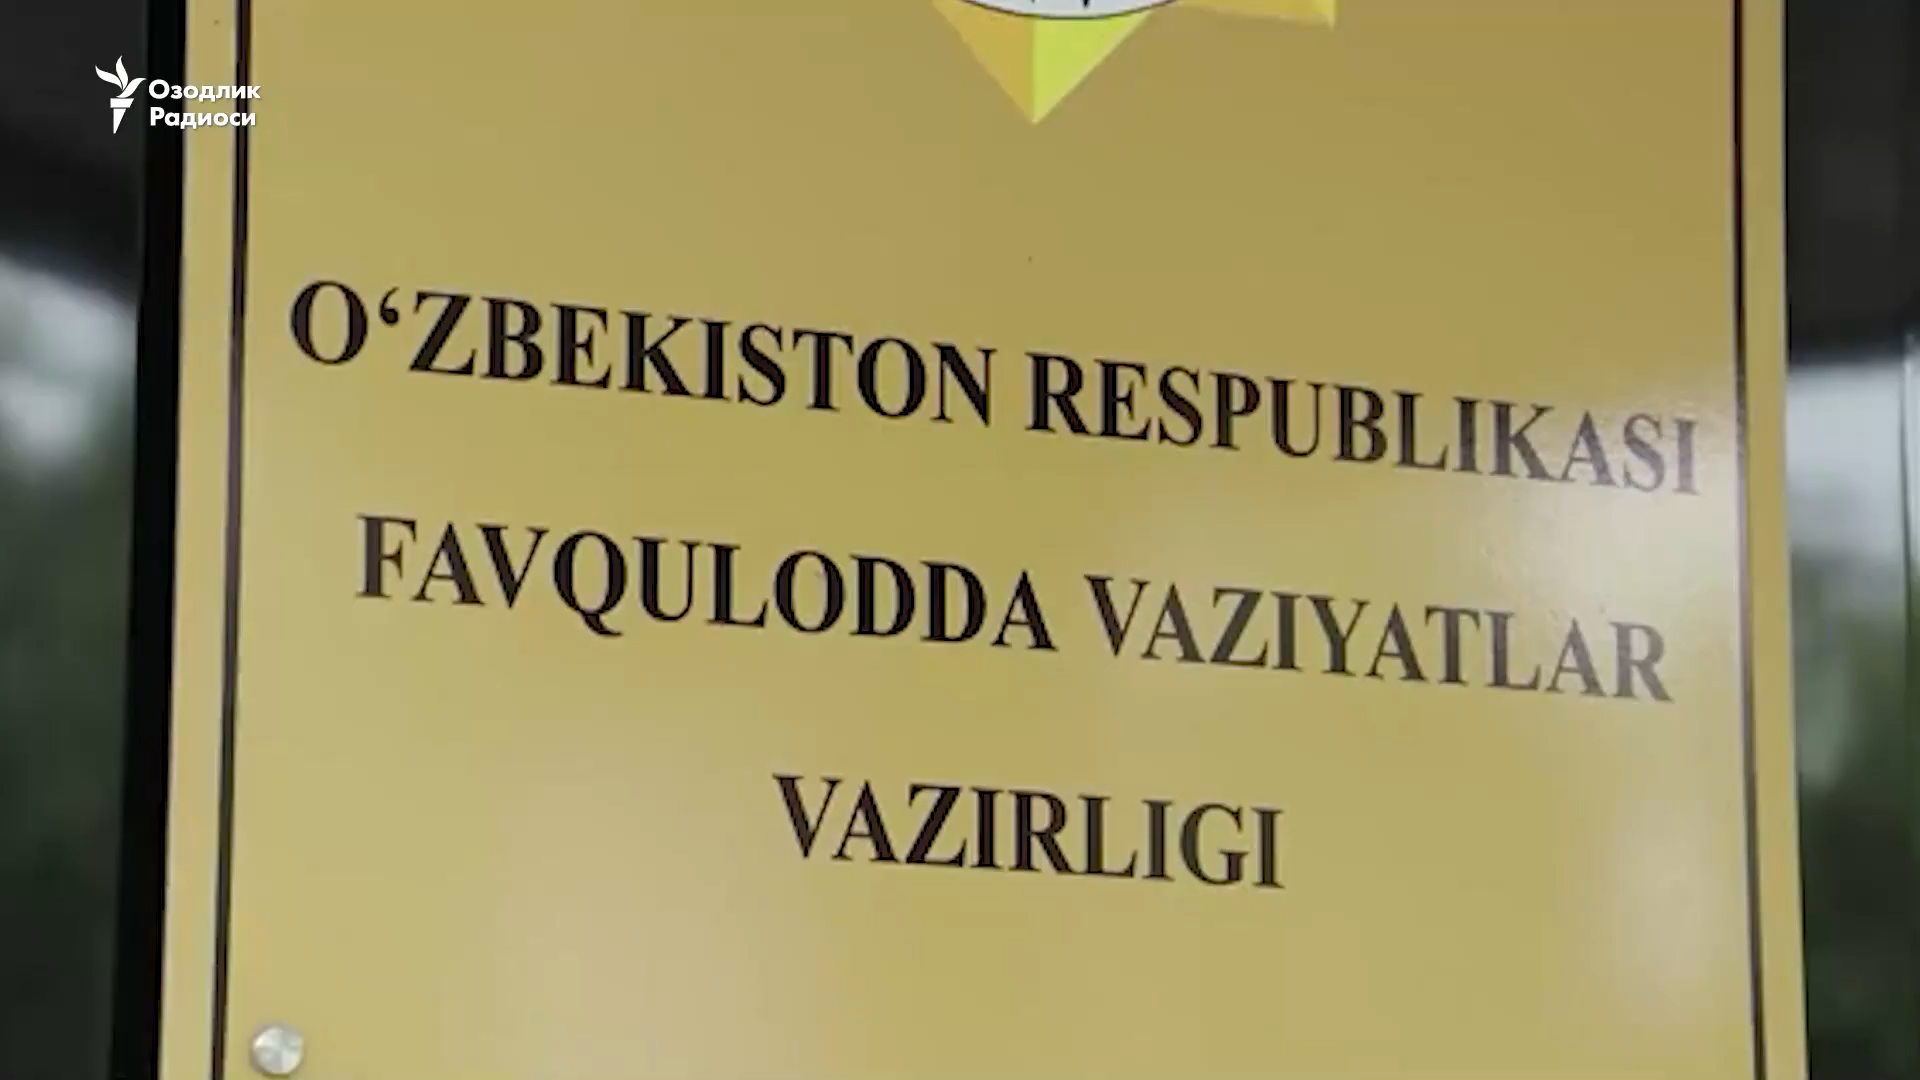 Озодлик
Радиоси
O‘ZBEKISTON RESPUBLIKASI
FAVQULODDA VAZIYATLAR
VAZIRLIGI